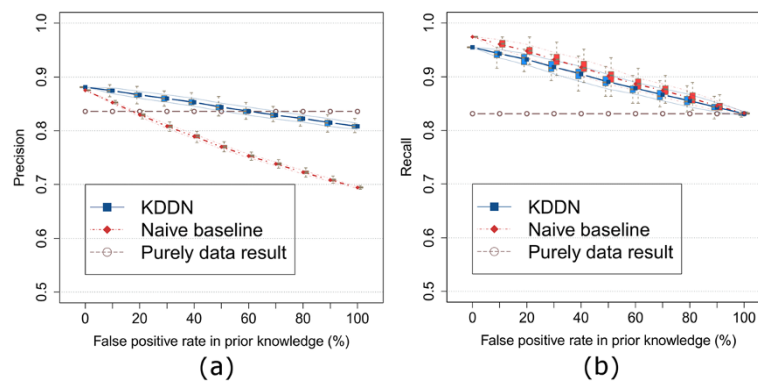 Precision
1.0
0.9
0.8
0.7
0.6
0.5
KDDN
Naive baseline
Purely data result
0 20 40 60 80 100
False positive rate in prior knowledge (%)
(a)
Recall
1.0
0.9
0.8
0.7
0.6
0.5
KDDN
Naive baseline
Purely data result
0 20 40 60 80 100
False positive rate in prior knowledge (%)
(b)